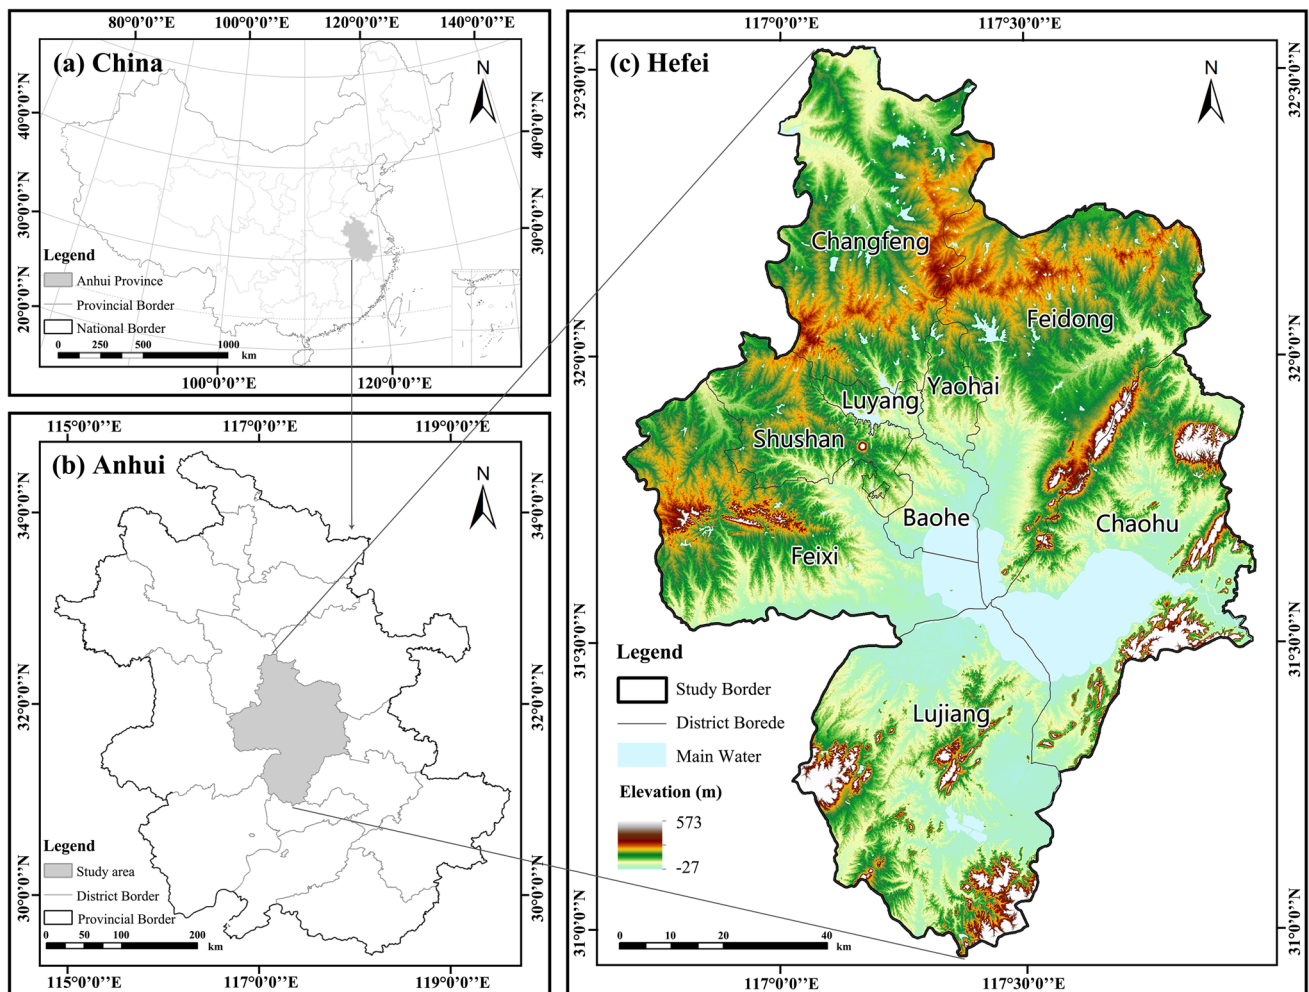 80°0'0''E 100°0'0''E 120°0'0''E 140°0'0''E
(a) China
N
40°0'0''N
30°0'0''N
20°0'0''N
40°0'0''N
30°0'0''N
Legend
Anhui Province
Provincial Border
National Border
0 250 500 1000
km
100°0'0''E 120°0'0''E
115°0'0''E 117°0'0''E 119°0'0''E
(b) Anhui
N
34°0'0''N
32°0'0''N
30°0'0''N
34°0'0''N
32°0'0''N
30°0'0''N
Legend
Study area
District Border
Provincial Border
0 50 100 200
km
115°0'0''E 117°0'0''E 119°0'0''E
117°0'0''E 117°30'0''E
(c) Hefei
N
32°30'0''N
32°0'0''N
31°30'0''N
31°0'0''N
32°30'0''N
32°0'0''N
31°30'0''N
31°0'0''N
Changfeng
Feidong
Yaohai
Luyang
Shushan
Baohe
Chaohu
Feixi
Lujiang
Legend
Study Border
District Borede
Main Water
Elevation (m)
573
-27
0 10 20 40
km
117°0'0''E 117°30'0''E